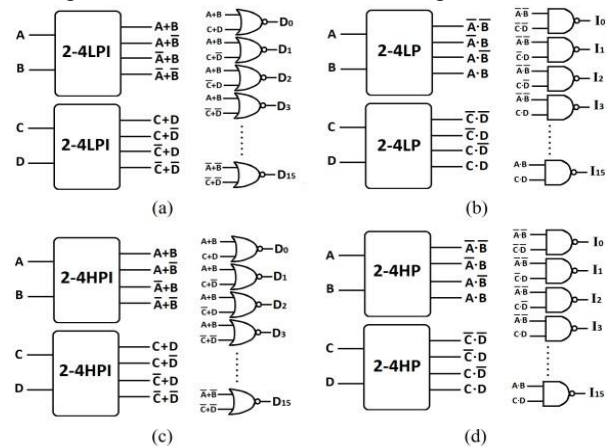 A
B
2-4LPI
A+B
A+B̅
A̅+B
A̅+B̅
C
D
2-4LPI
C+D
C+D̅
C̅+D
C̅+D̅
A+B
C+D
D0
A+B
C+D̅
D1
A+B
C̅+D
D2
A+B
C̅+D̅
D3
A̅+B̅
C̅+D̅
D15
(a)
A
B
2-4LP
A̅·B̅
A̅·B
A·B̅
A·B
C
D
2-4LP
C̅·D̅
C̅·D
C·D̅
C·D
A̅·B̅
C̅·D̅
I0
A̅·B̅
C̅·D
I1
A̅·B̅
C·D̅
I2
A̅·B̅
C·D
I3
A·B
C·D
I15
(b)
A
B
2-4HPI
A+B
A+B̅
A̅+B
A̅+B̅
C
D
2-4HPI
C+D
C+D̅
C̅+D
C̅+D̅
A+B
C+D
D0
A+B
C+D̅
D1
A+B
C̅+D
D2
A+B
C̅+D̅
D3
A̅+B̅
C̅+D̅
D15
(c)
A
B
2-4HP
A̅·B̅
A̅·B
A·B̅
A·B
C
D
2-4HP
C̅·D̅
C̅·D
C·D̅
C·D
A̅·B̅
C̅·D̅
I0
A̅·B̅
C̅·D
I1
A̅·B̅
C·D̅
I2
A̅·B̅
C·D
I3
A·B
C·D
I15
(d)